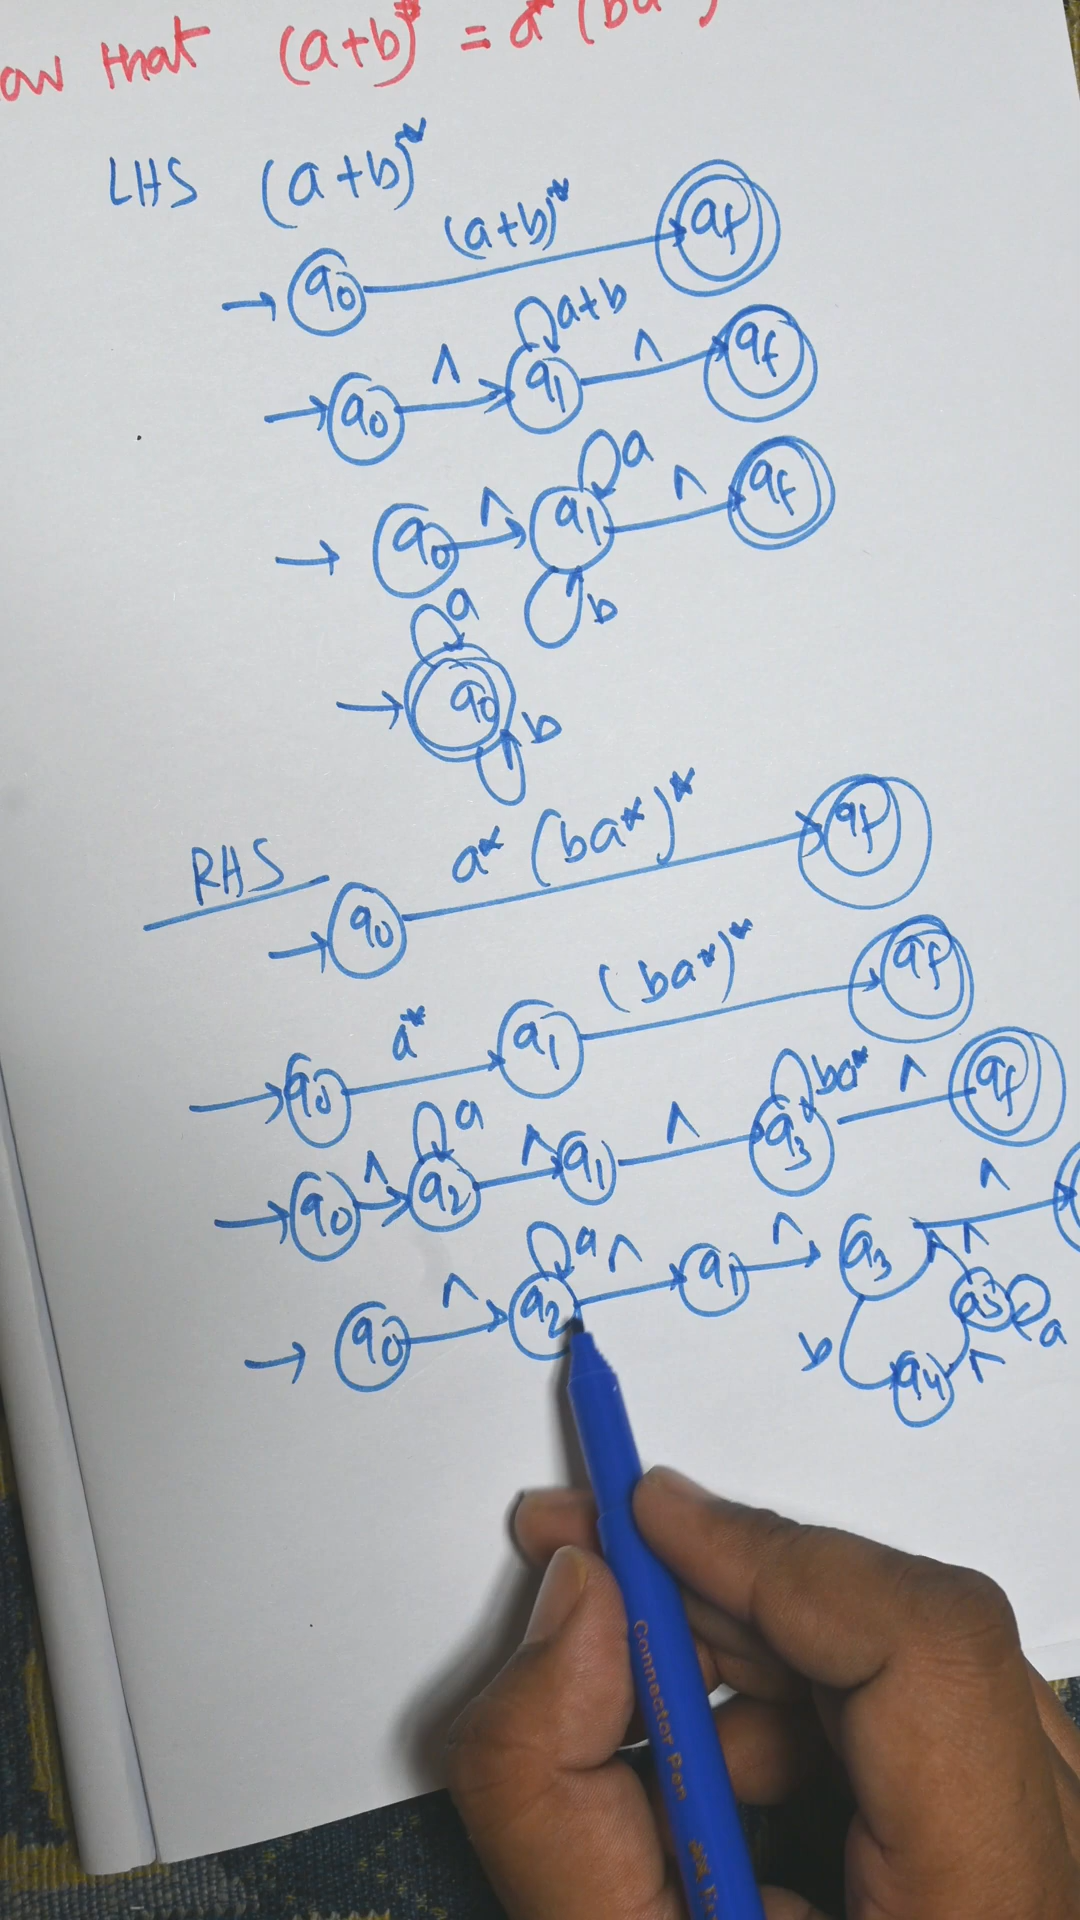 ow that (a+b)* = a* (ba
LHS (a+b)*
→ q0 (a+b)* qf
→ q0 ∧ q1 a+b ∧ qf
→ q0 ∧ q1 a b ∧ qf
→ q0 a b
RHS
→ q0 a* (ba*)* qf
→ q0 a* q1 (ba*)* qf
→ q0 ∧ q2 a ∧ q1 ∧ q3 ba* ∧ qf
→ q0 ∧ q2 a ∧ q1 ∧ q3 b q4 ∧ q5 a ∧ ∧
Connector Pen